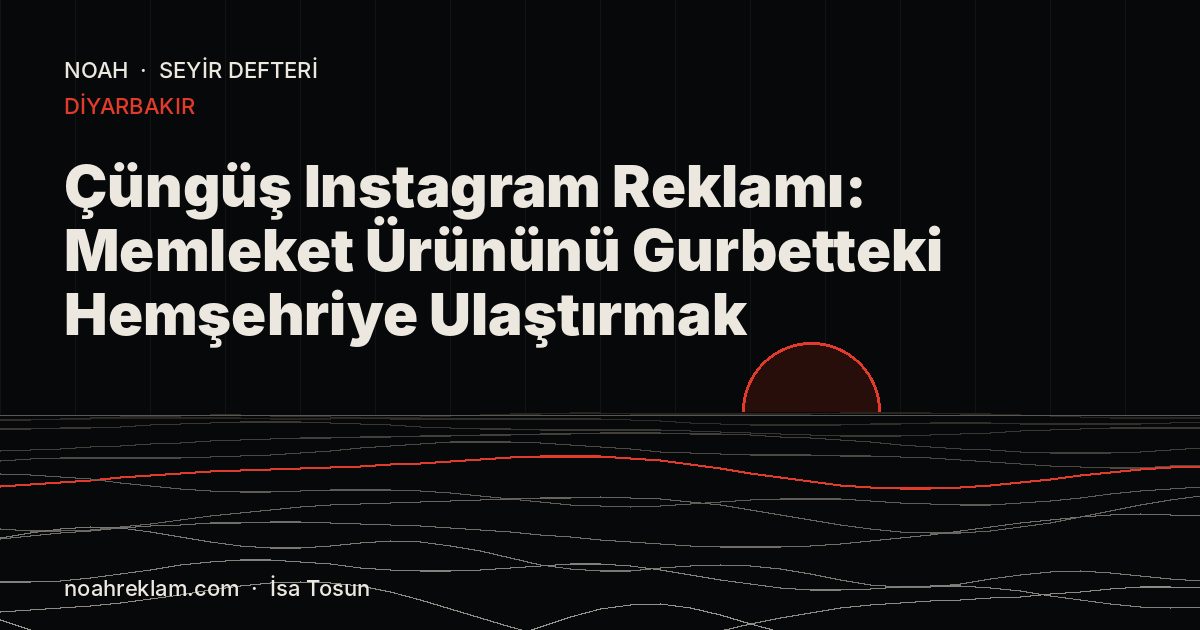 NOAH · SEYİR DEFTERİ
DİYARBAKIR
Çüngüş Instagram Reklamı:
Memleket Ürününü Gurbetteki
Hemşehriye Ulaştırmak
noahreklam.com · İsa Tosun